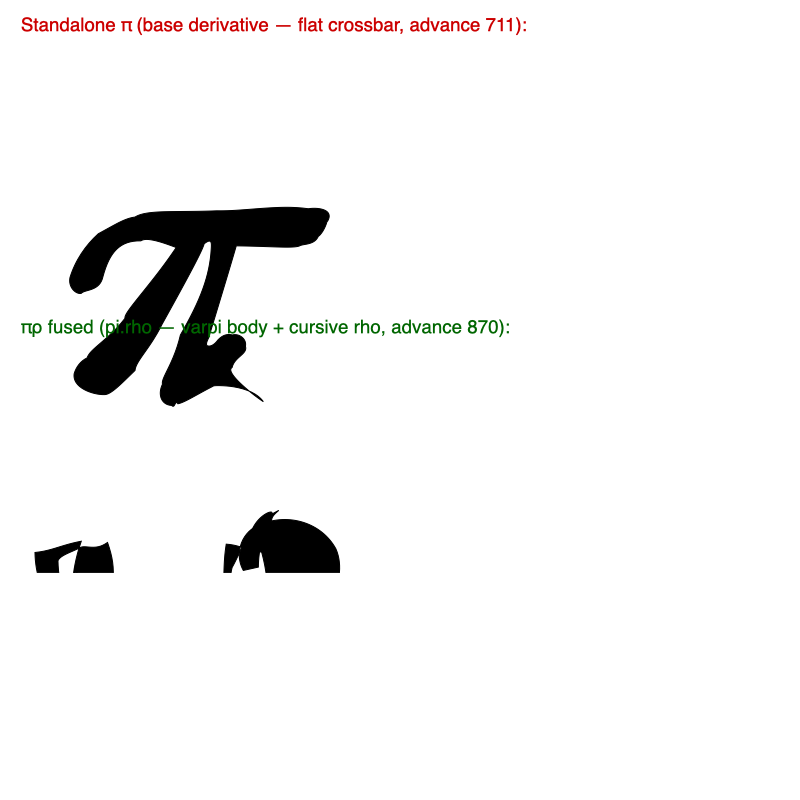 Standalone π (base derivative — flat crossbar, advance 711):
π
πρ fused (pi.rho — varpi body + cursive rho, advance 870):